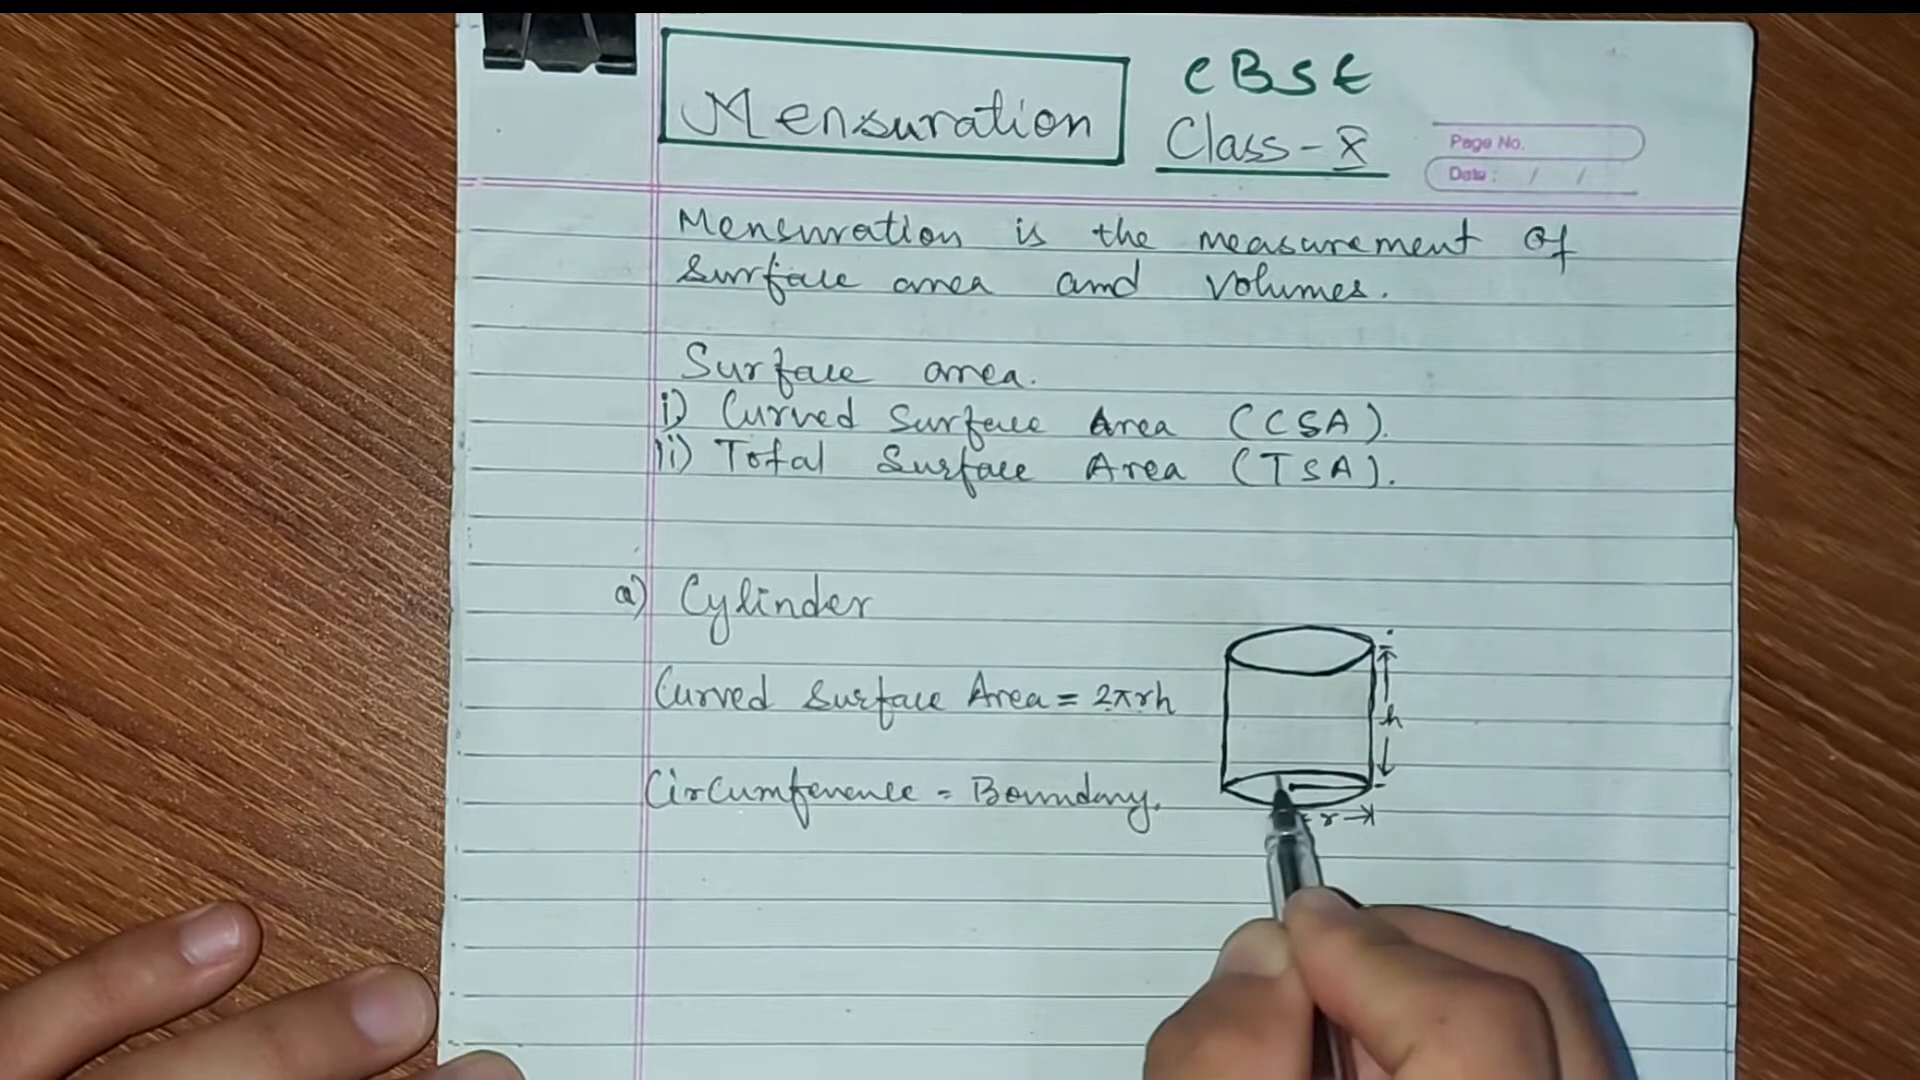 Mensuration
CBSE
Class-X
Page No.
Date : / /
Mensuration is the measurement of
surface area and volumes.
Surface area.
i) Curved Surface Area (CSA).
ii) Total Surface Area (TSA).
a) Cylinder
Curved Surface Area = 2πrh
h
Circumference = Boundary.
r